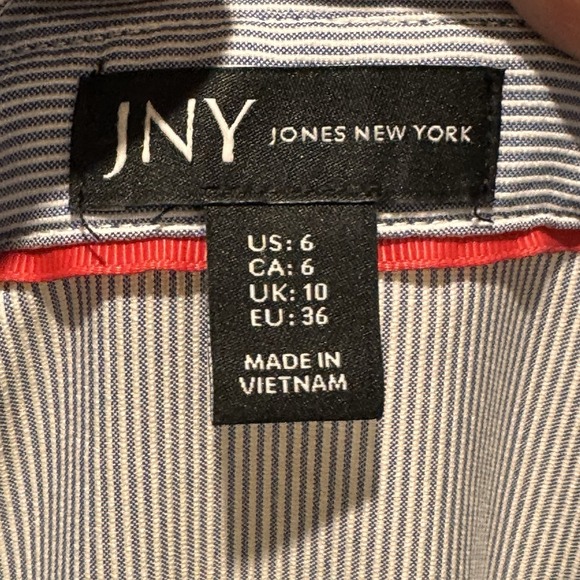 JNY JONES NEW YORK
US: 6
CA: 6
UK: 10
EU: 36
MADE IN
VIETNAM